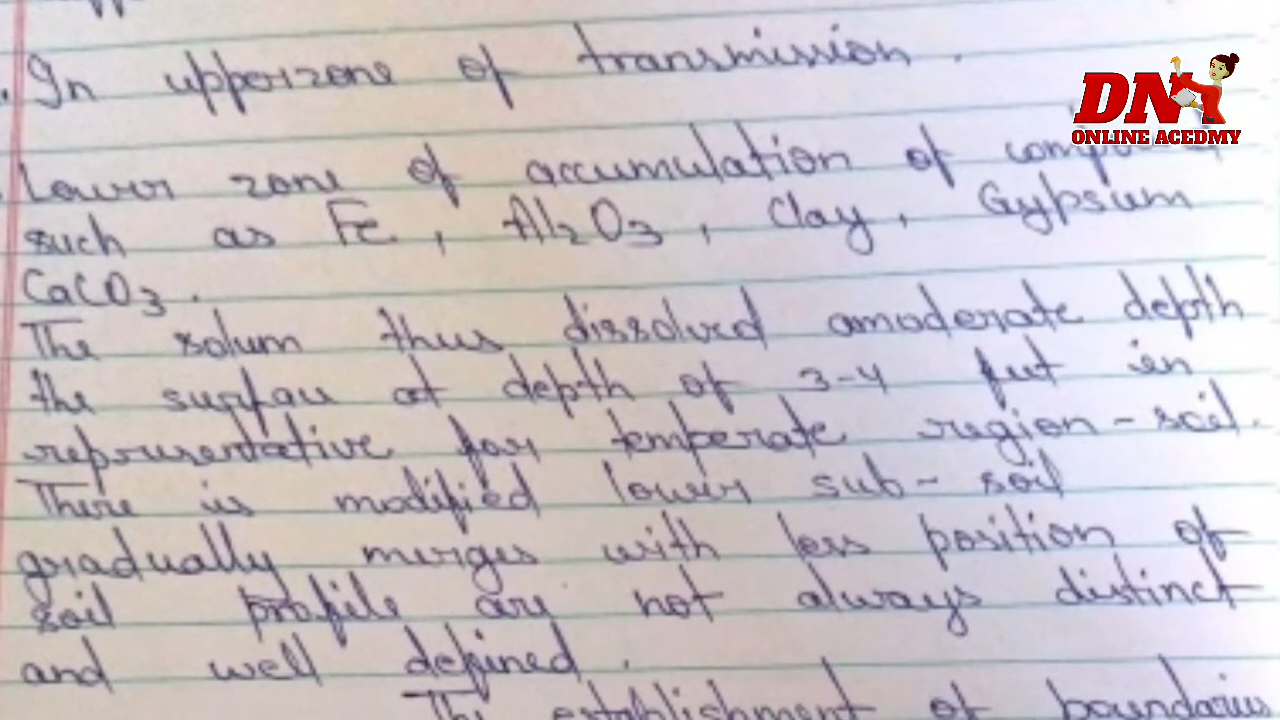 In upperzone of transmission.
DN
ONLINE ACEDMY
Lower zone of accumulation of
such as Fe, Al2O3, Clay, Gypsium
CaCO3.
The solum thus dissolved amoderate depth
the surface at depth of 3-4 feet in
representative for temperate region-soil.
There is modified lower sub-soil
gradually merges with less position of
soil profile are not always distinct
and well defined.
The establishment of boundaries